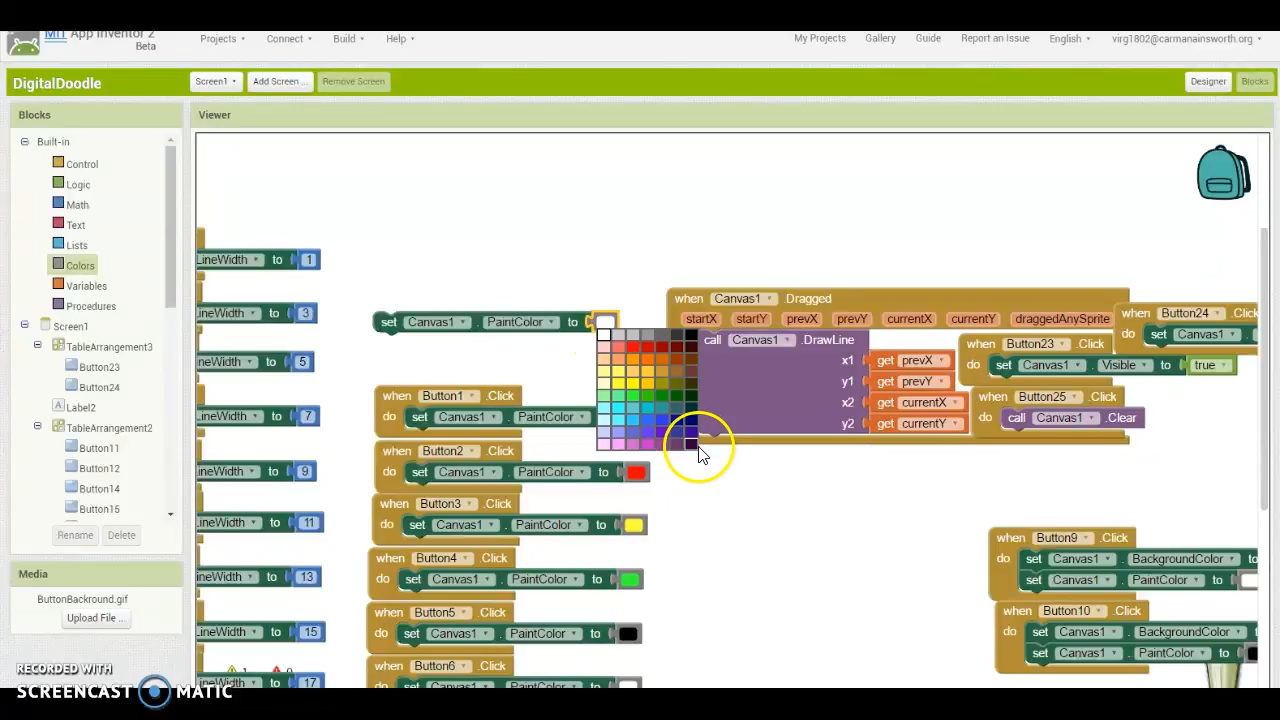 MIT App Inventor 2
Beta
Projects
Connect
Build
Help
My Projects
Gallery
Guide
Report an Issue
English
virg1802@carmanainsworth.org
DigitalDoodle
Screen1
Add Screen ...
Remove Screen
Designer
Blocks
Blocks
Viewer
Built-in
Control
Logic
Math
Text
Lists
Colors
Variables
Procedures
Screen1
TableArrangement3
Button23
Button24
Label2
TableArrangement2
Button11
Button12
Button14
Button15
Rename
Delete
Media
ButtonBackround.gif
Upload File ...
LineWidth to 1
LineWidth to 3
ineWidth to 5
ineWidth to 7
ineWidth to 9
ineWidth to 11
ineWidth to 13
ineWidth to 15
ineWidth to 17
set Canvas1 . PaintColor to
when Button1 .Click
do set Canvas1 . PaintColor
when Button2 .Click
do set Canvas1 . PaintColor to
when Button3 .Click
do set Canvas1 . PaintColor to
when Button4 .Click
do set Canvas1 . PaintColor to
when Button5 .Click
do set Canvas1 . PaintColor to
when Button6 .Click
when Canvas1 .Dragged
startX startY prevX prevY currentX currentY draggedAnySprite
call Canvas1 .DrawLine
x1 get prevX
y1 get prevY
x2 get currentX
y2 get currentY
when Button24 .Click
do set Canvas1 .
when Button23 .Click
do set Canvas1 . Visible to true
when Button25 .Click
do call Canvas1 .Clear
when Button9 .Click
do set Canvas1 . BackgroundColor to
set Canvas1 . PaintColor to
when Button10 .Click
do set Canvas1 . BackgroundColor to
set Canvas1 . PaintColor to
RECORDED WITH
SCREENCAST MATIC